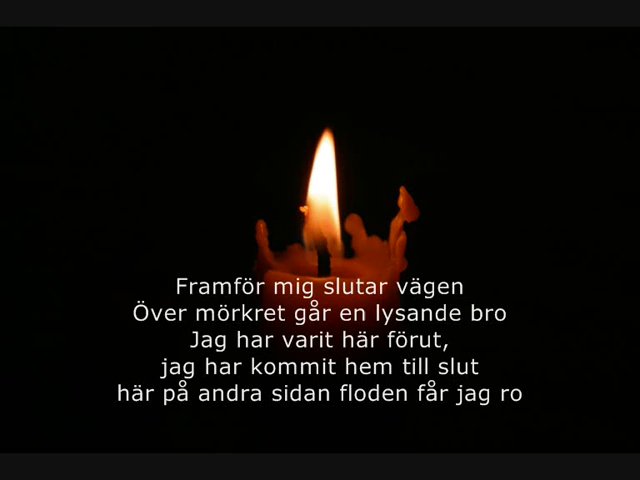 Framför mig slutar vägen
Över mörkret går en lysande bro
Jag har varit här förut,
jag har kommit hem till slut
här på andra sidan floden får jag ro